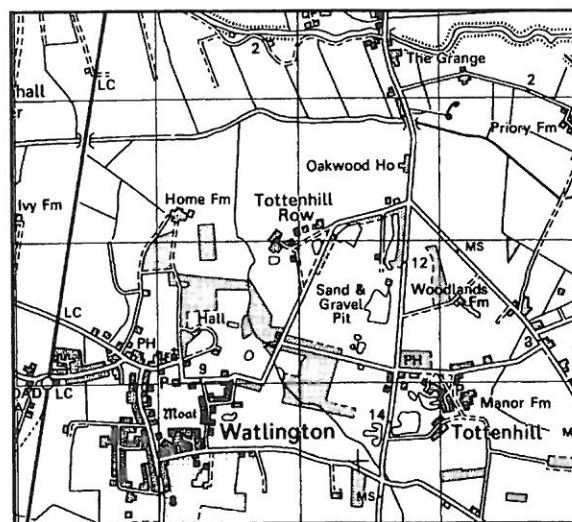 2
The Grange
LC
2
hall
er
Priory Fm
Oakwood Ho
Home Fm
Tottenhill
Row
Ivy Fm
MS
12
Sand &
Gravel
Pit
Woodlands
Fm
LC
Hall
PH
3
PH
P
9
LC
Moat
Manor Fm
14
Watlington
Tottenhill
M
MS
8